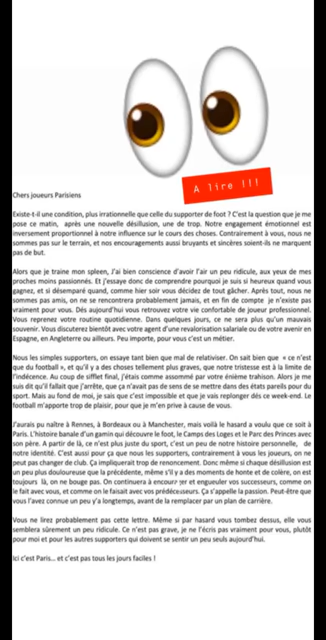 A lire !!!
Chers joueurs Parisiens
Existe-t-il une condition, plus irrationnelle que celle du supporter de foot ? C'est la question que je me
pose ce matin, après une nouvelle désillusion, une de trop. Notre engagement émotionnel est
inversement proportionnel à notre influence sur le cours des choses. Contrairement à vous, nous ne
sommes pas sur le terrain, et nos encouragements aussi bruyants et sincères soient-ils ne marquent
pas de but.
Alors que je traine mon spleen, j'ai bien conscience d'avoir l'air un peu ridicule, aux yeux de mes
proches moins passionnés. Et j'essaye donc de comprendre pourquoi je suis si heureux quand vous
gagnez, et si désemparé quand, comme hier soir vous décidez de tout gâcher. Après tout, nous ne
sommes pas amis, on ne se rencontrera probablement jamais, et en fin de compte je n'existe pas
vraiment pour vous. Dès aujourd'hui vous retrouvez votre vie confortable de joueur professionnel.
Vous reprenez votre routine quotidienne. Dans quelques jours, ce ne sera plus qu'un mauvais
souvenir. Vous discuterez bientôt avec votre agent d'une revalorisation salariale ou de votre avenir en
Espagne, en Angleterre ou ailleurs. Peu importe, pour vous c'est un métier.
Nous les simples supporters, on essaye tant bien que mal de relativiser. On sait bien que « ce n'est
que du football », et qu'il y a des choses tellement plus graves, que notre tristesse est à la limite de
l'indécence. Au coup de sifflet final, j'étais comme assommé par votre énième trahison. Alors je me
suis dit qu'il fallait que j'arrête, que ça n'avait pas de sens de se mettre dans des états pareils pour du
sport. Mais au fond de moi, je sais que c'est impossible et que je vais replonger dès ce week-end. Le
football m'apporte trop de plaisir, pour que je m'en prive à cause de vous.
J'aurais pu naître à Rennes, à Bordeaux ou à Manchester, mais voilà le hasard a voulu que ce soit à
Paris. L'histoire banale d'un gamin qui découvre le foot, le Camps des Loges et le Parc des Princes avec
son père. A partir de là, ce n'est plus juste du sport, c'est un peu de notre histoire personnelle, de
notre identité. C'est aussi pour ça que nous les supporters, contrairement à vous les joueurs, on ne
peut pas changer de club. Ça impliquerait trop de renoncement. Donc même si chaque désillusion est
un peu plus douloureuse que la précédente, même s'il y a des moments de honte et de colère, on est
toujours là, on ne bouge pas. On continuera à encourager et engueuler vos successeurs, comme on
le fait avec vous, et comme on le faisait avec vos prédécesseurs. Ça s'appelle la passion. Peut-être que
vous l'avez connue un peu y'a longtemps, avant de la remplacer par un plan de carrière.
Vous ne lirez probablement pas cette lettre. Même si par hasard vous tombez dessus, elle vous
semblera sûrement un peu ridicule. Ce n'est pas grave, je ne l'écris pas vraiment pour vous, plutôt
pour moi et pour les autres supporters qui doivent se sentir un peu seuls aujourd'hui.
Ici c'est Paris... et c'est pas tous les jours faciles !